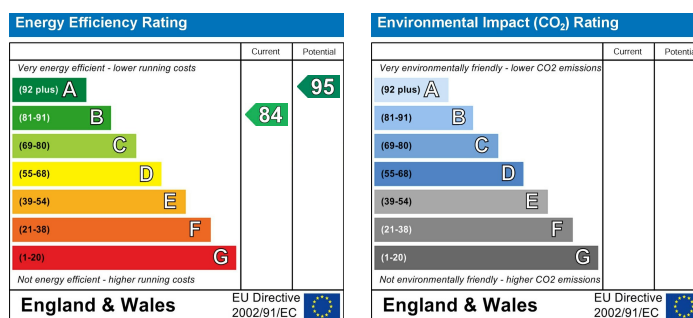 Energy Efficiency Rating
Current Potential
Very energy efficient - lower running costs
(92 plus) A
95
(81-91) B
84
(69-80) C
(55-68) D
(39-54) E
(21-38) F
(1-20) G
Not energy efficient - higher running costs
England & Wales
EU Directive
2002/91/EC
Environmental Impact (CO₂) Rating
Current Potential
Very environmentally friendly - lower CO2 emissions
(92 plus) A
(81-91) B
(69-80) C
(55-68) D
(39-54) E
(21-38) F
(1-20) G
Not environmentally friendly - higher CO2 emissions
England & Wales
EU Directive
2002/91/EC